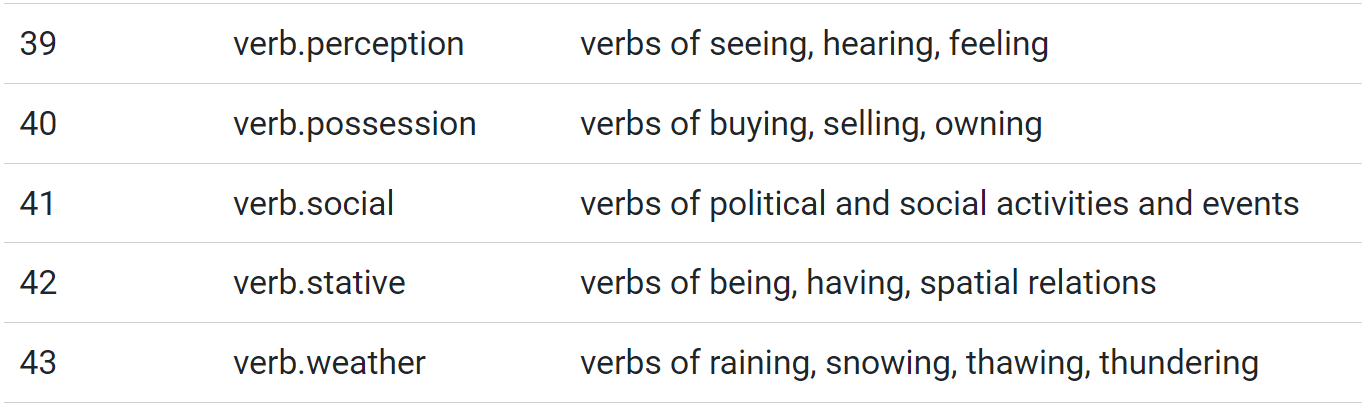 39 verb.perception verbs of seeing, hearing, feeling
40 verb.possession verbs of buying, selling, owning
41 verb.social verbs of political and social activities and events
42 verb.stative verbs of being, having, spatial relations
43 verb.weather verbs of raining, snowing, thawing, thundering